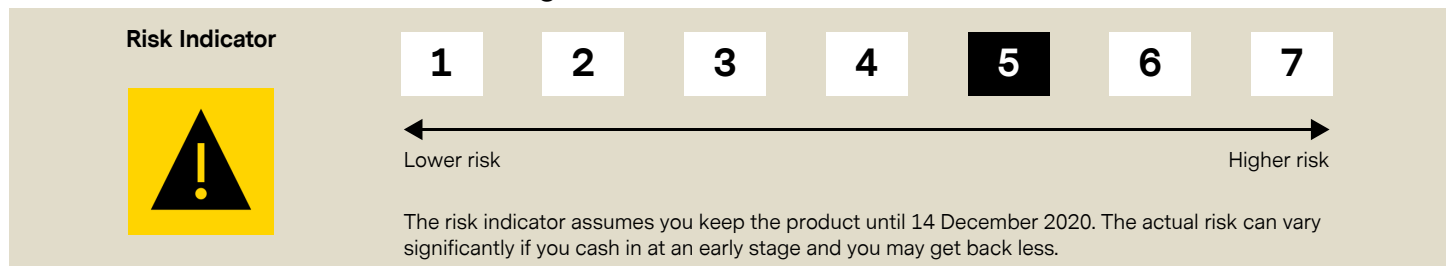 Risk Indicator
1 2 3 4 5 6 7
!
Lower risk Higher risk
The risk indicator assumes you keep the product until 14 December 2020. The actual risk can vary
significantly if you cash in at an early stage and you may get back less.